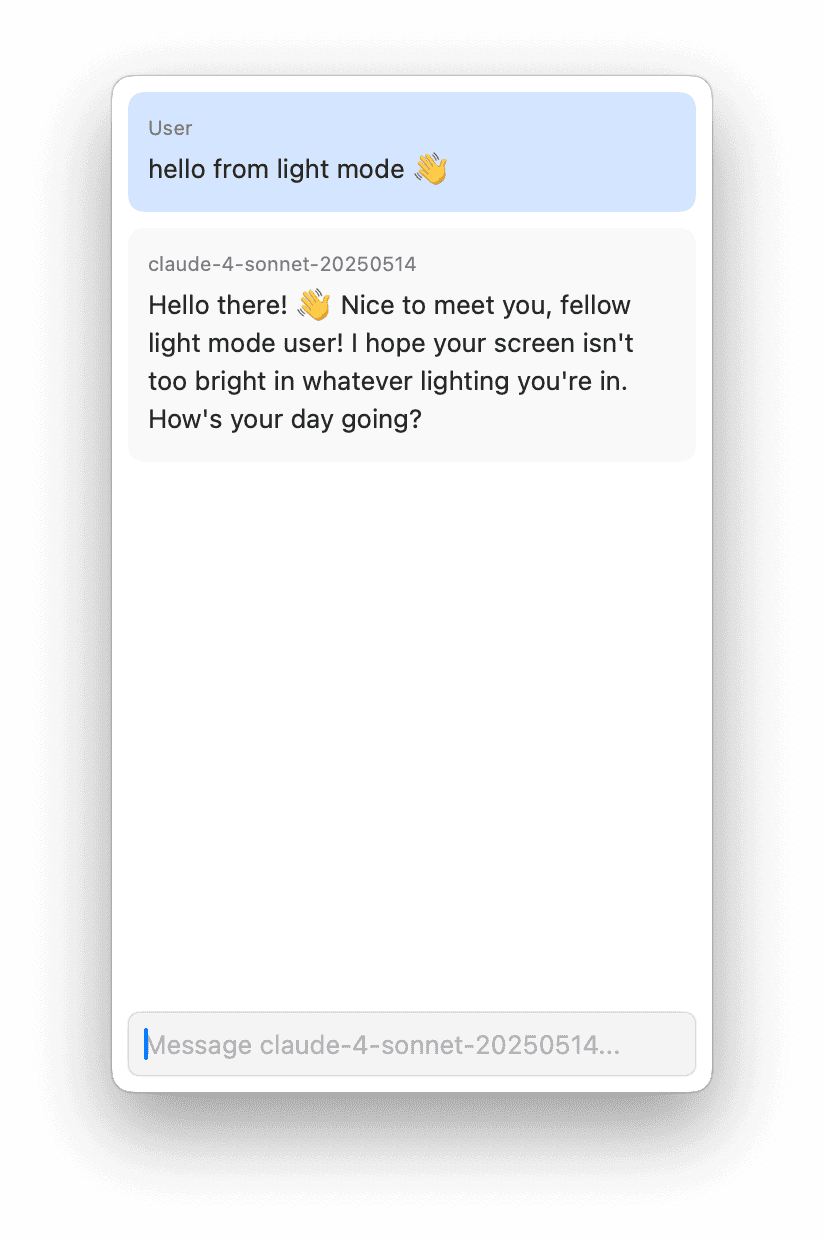 User
hello from light mode 👋
claude-4-sonnet-20250514
Hello there! 👋 Nice to meet you, fellow
light mode user! I hope your screen isn't
too bright in whatever lighting you're in.
How's your day going?
Message claude-4-sonnet-20250514...